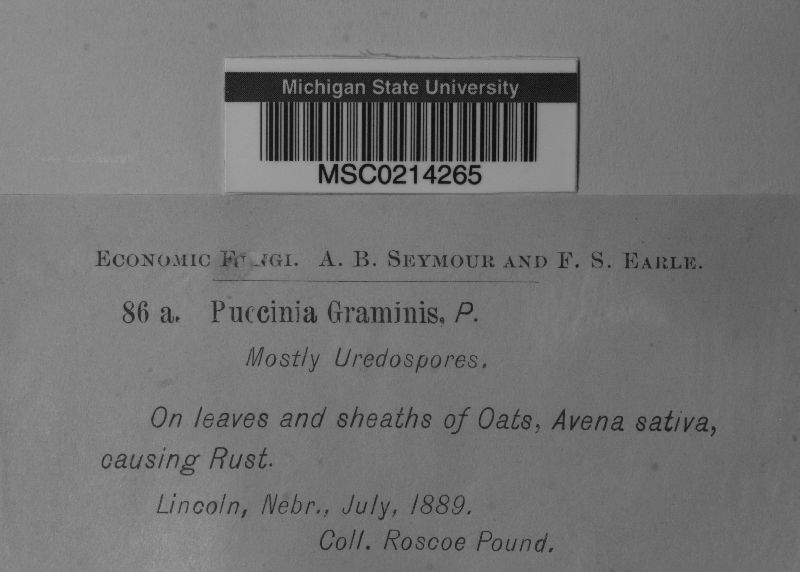 Michigan State University
MSC0214265
ECONOMIC FUNGI. A. B. SEYMOUR AND F. S. EARLE.
86 a. Puccinia Graminis, P.
Mostly Uredospores.
On leaves and sheaths of Oats, Avena sativa,
causing Rust.
Lincoln, Nebr., July, 1889.
Coll. Roscoe Pound.